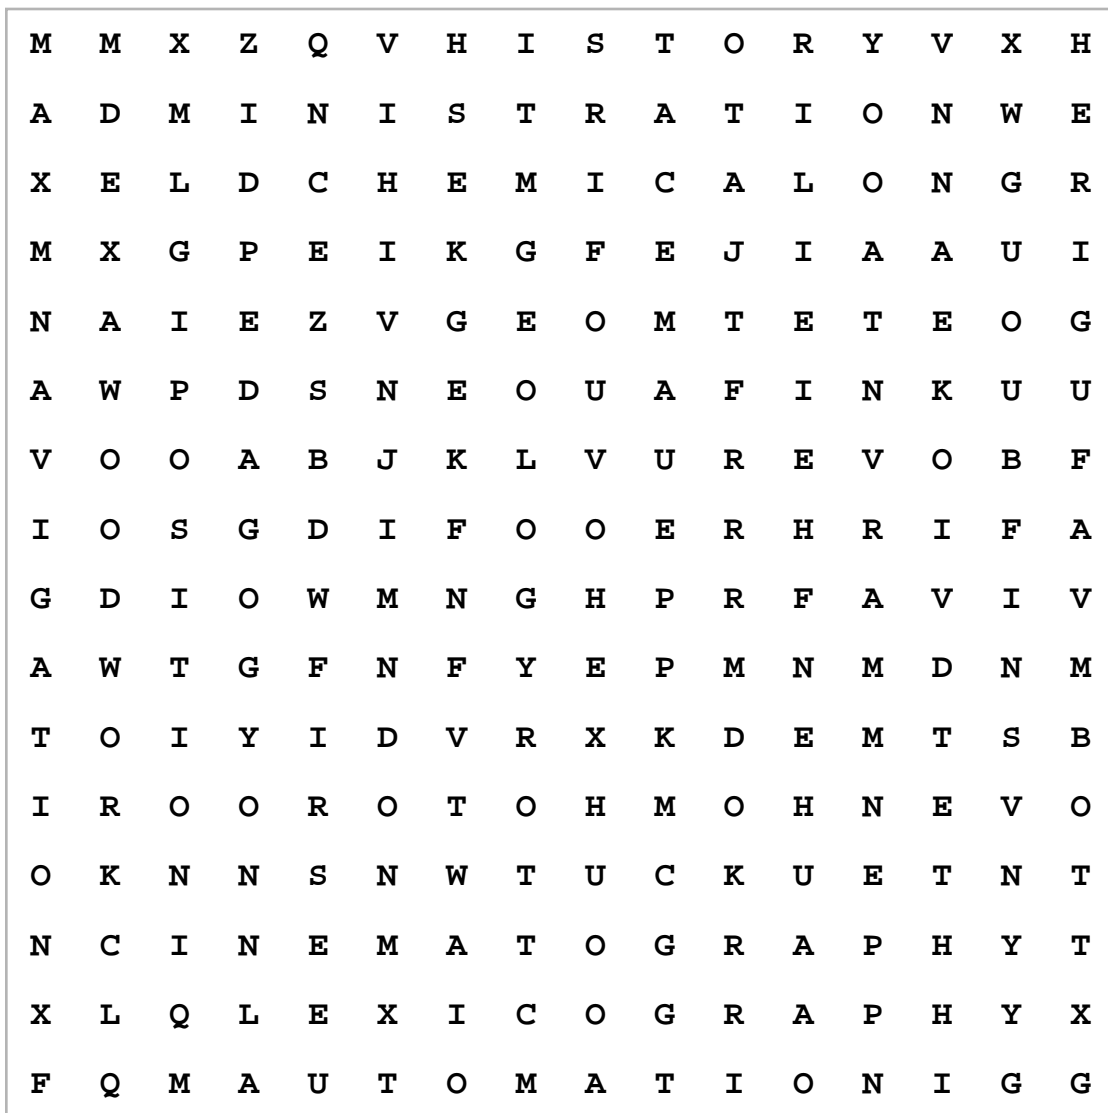 M M X Z Q V H I S T O R Y V X H
A D M I N I S T R A T I O N W E
X E L D C H E M I C A L O N G R
M X G P E I K G F E J I A A U I
N A I E Z V G E O M T E T E O G
A W P D S N E O U A F I N K U U
V O O A B J K L V U R E V O B F
I O S G D I F O O E R H R I F A
G D I O W M N G H P R F A V I V
A W T G F N F Y E P M N M D N M
T O I Y I D V R X K D E M T S B
I R O O R O T O H M O H N E V O
O K N N S N W T U C K U E T N T
N C I N E M A T O G R A P H Y T
X L Q L E X I C O G R A P H Y X
F Q M A U T O M A T I O N I G G